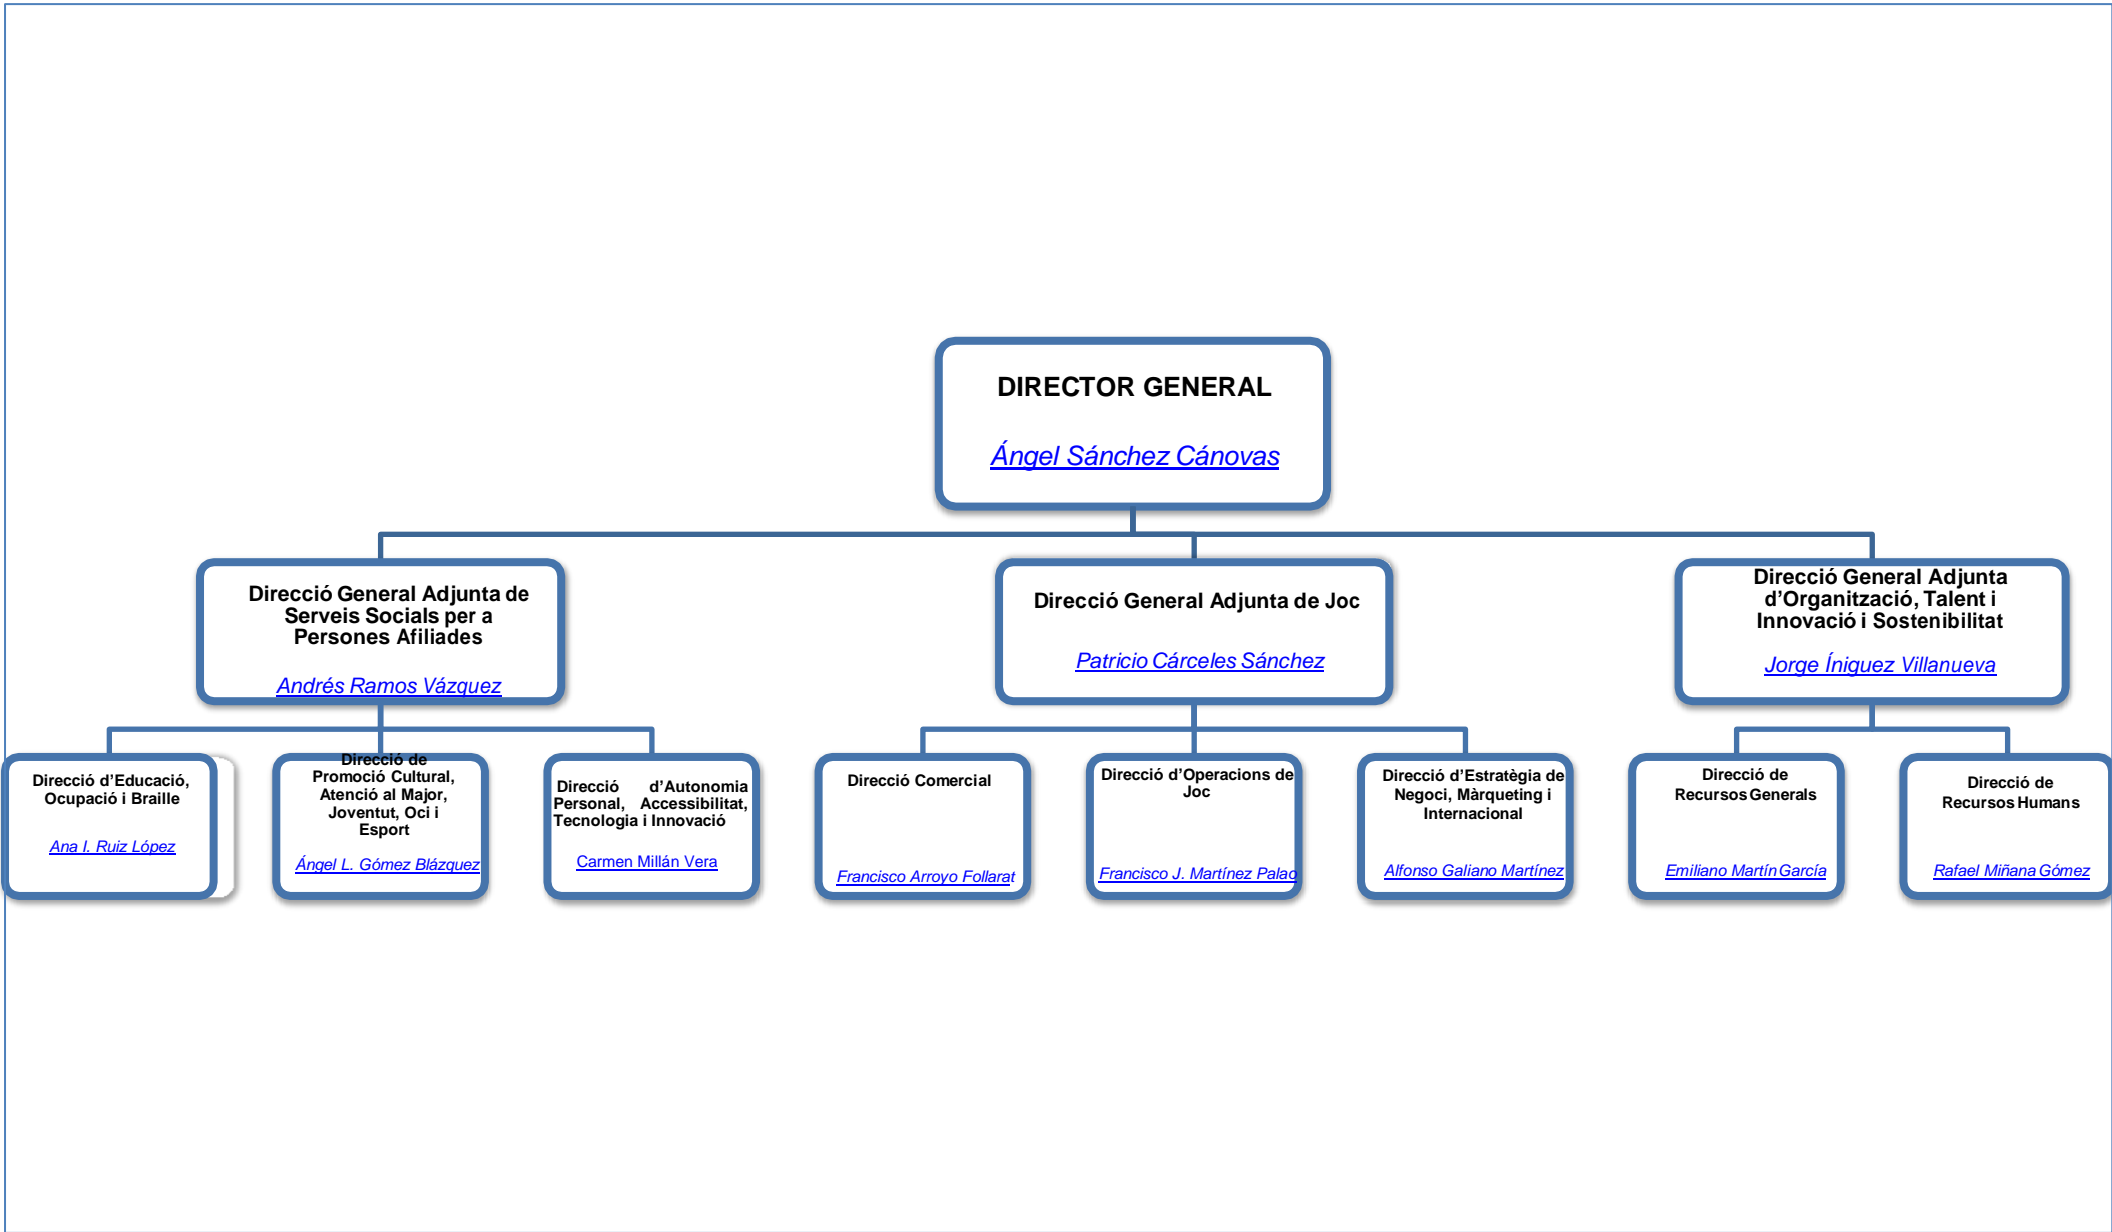 DIRECTOR GENERAL
Ángel Sánchez Cánovas
Direcció General Adjunta de
Serveis Socials per a
Persones Afiliades
Andrés Ramos Vázquez
Direcció General Adjunta de Joc
Patricio Cárceles Sánchez
Direcció General Adjunta
d’Organització, Talent i
Innovació i Sostenibilitat
Jorge Íniguez Villanueva
Direcció d’Educació,
Ocupació i Braille
Ana I. Ruiz López
Direcció de
Promoció Cultural,
Atenció al Major,
Joventut, Oci i
Esport
Ángel L. Gómez Blázquez
Direcció d’Autonomia
Personal, Accessibilitat,
Tecnologia i Innovació
Carmen Millán Vera
Direcció Comercial
Francisco Arroyo Follarat
Direcció d’Operacions de
Joc
Francisco J. Martínez Palao
Direcció d’Estratègia de
Negoci, Màrqueting i
Internacional
Alfonso Galiano Martínez
Direcció de
Recursos Generals
Emiliano Martín García
Direcció de
Recursos Humans
Rafael Miñana Gómez